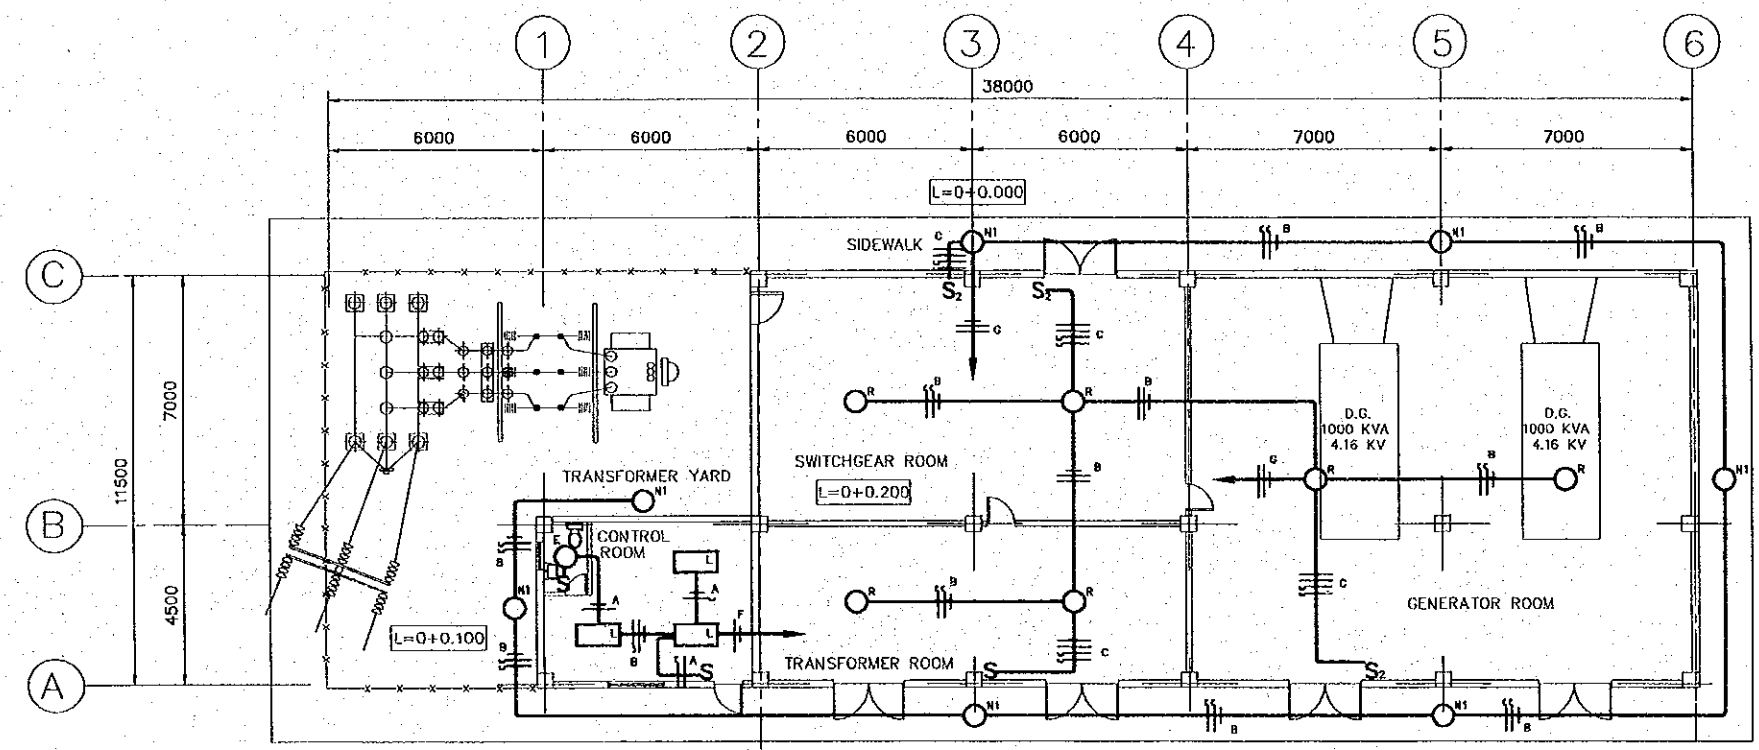 1 2 3 4 5 6
38000
6000 6000 6000 6000 7000 7000
L=0+0.000
C
SIDEWALK
C N1 B N1 B
S2 S2
G C
7000
B R B R
D.G. D.G.
1000 KVA 1000 KVA
4.16 KV 4.16 KV
11500
SWITCHGEAR ROOM
TRANSFORMER YARD
B G R B R N1
L=0+0.200
N1
B
CONTROL
ROOM
E
B
L
S
N1 A A B R
C
4500
GENERATOR ROOM
L=0+0.100
L L F
B B
TRANSFORMER ROOM
C
A
A S S S2
N1 B N1 B